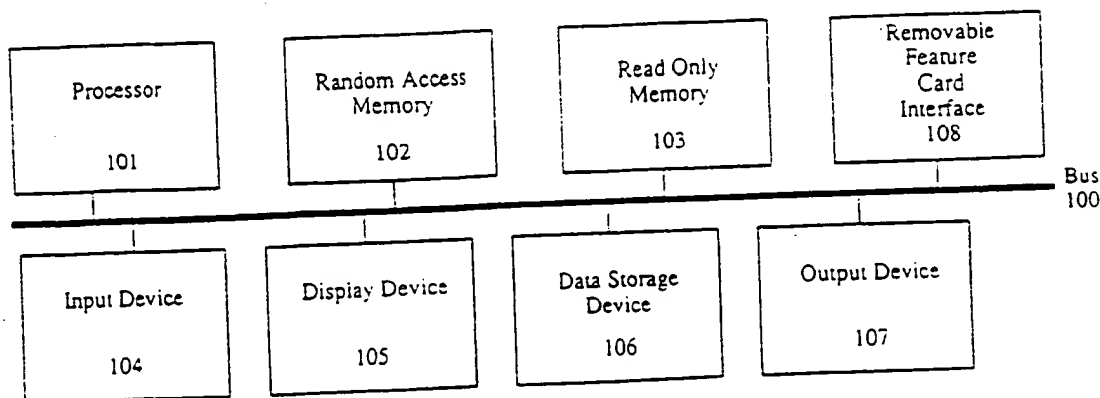 Processor
101
Random Access
Memory
102
Read Only
Memory
103
Removable
Feature
Card
Interface
108
Bus
100
Input Device
104
Display Device
105
Data Storage
Device
106
Output Device
107